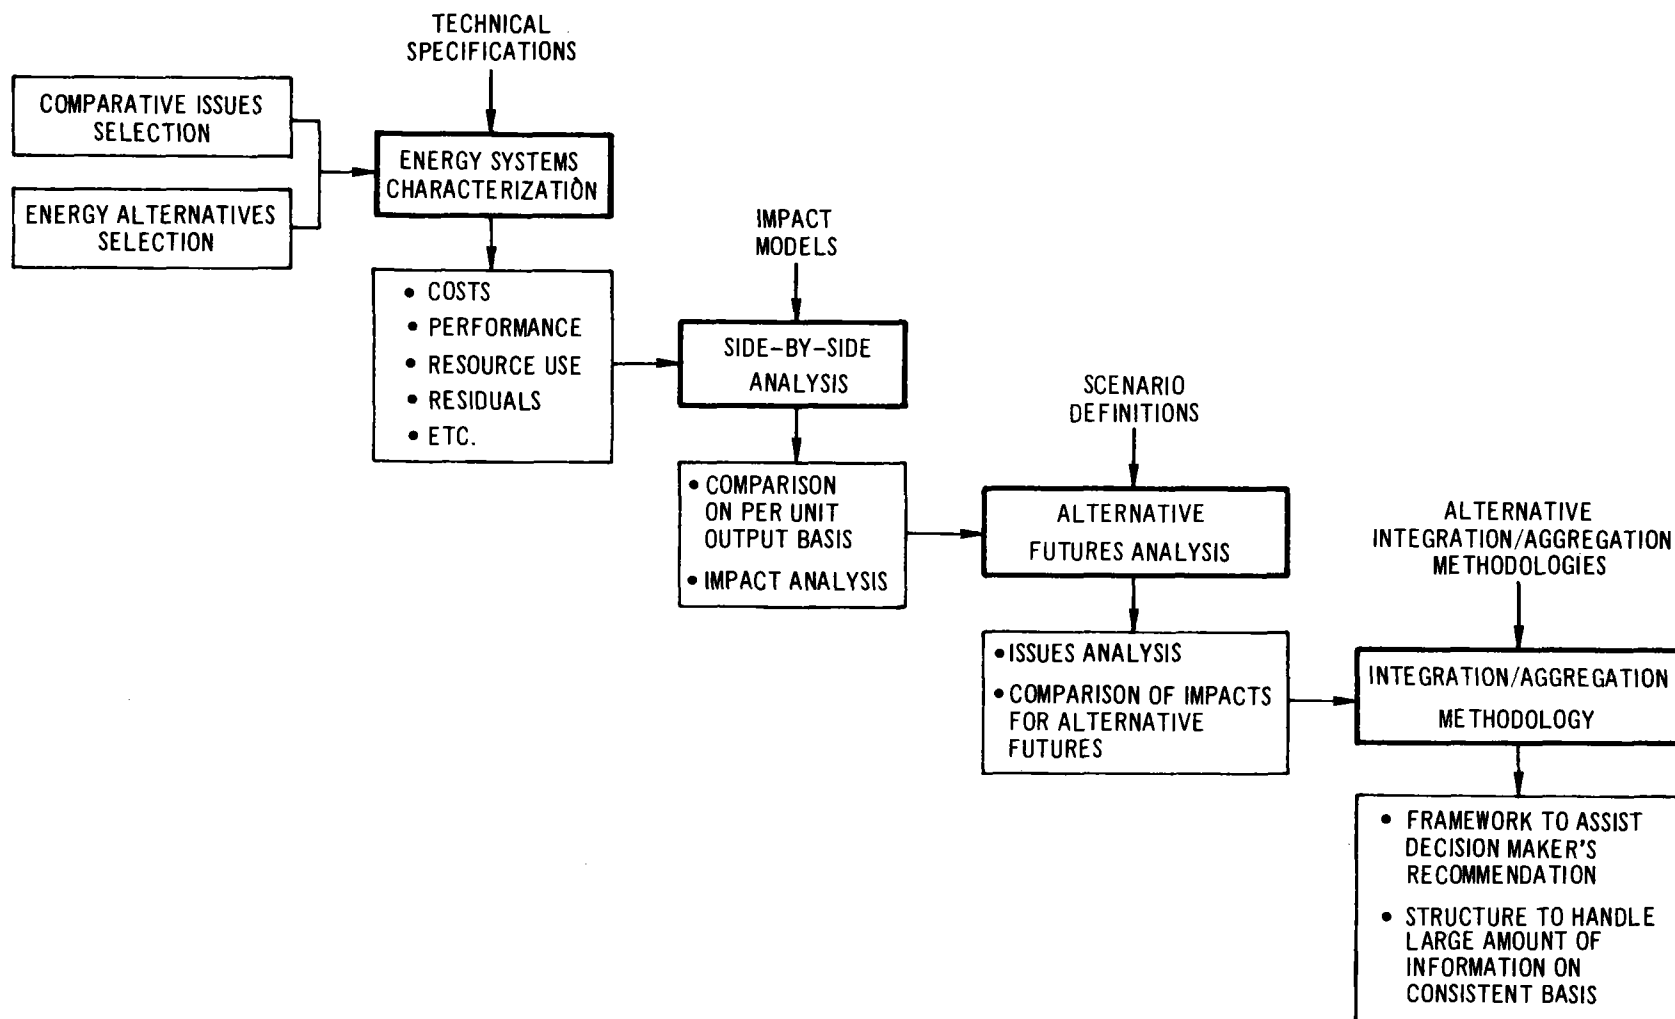 TECHNICAL
SPECIFICATIONS
COMPARATIVE ISSUES
SELECTION
ENERGY ALTERNATIVES
SELECTION
ENERGY SYSTEMS
CHARACTERIZATION
• COSTS
• PERFORMANCE
• RESOURCE USE
• RESIDUALS
• ETC.
IMPACT
MODELS
SIDE-BY-SIDE
ANALYSIS
• COMPARISON
ON PER UNIT
OUTPUT BASIS
• IMPACT ANALYSIS
SCENARIO
DEFINITIONS
ALTERNATIVE
FUTURES ANALYSIS
• ISSUES ANALYSIS
• COMPARISON OF IMPACTS
FOR ALTERNATIVE
FUTURES
ALTERNATIVE
INTEGRATION/AGGREGATION
METHODOLOGIES
INTEGRATION/AGGREGATION
METHODOLOGY
• FRAMEWORK TO ASSIST
DECISION MAKER'S
RECOMMENDATION
• STRUCTURE TO HANDLE
LARGE AMOUNT OF
INFORMATION ON
CONSISTENT BASIS